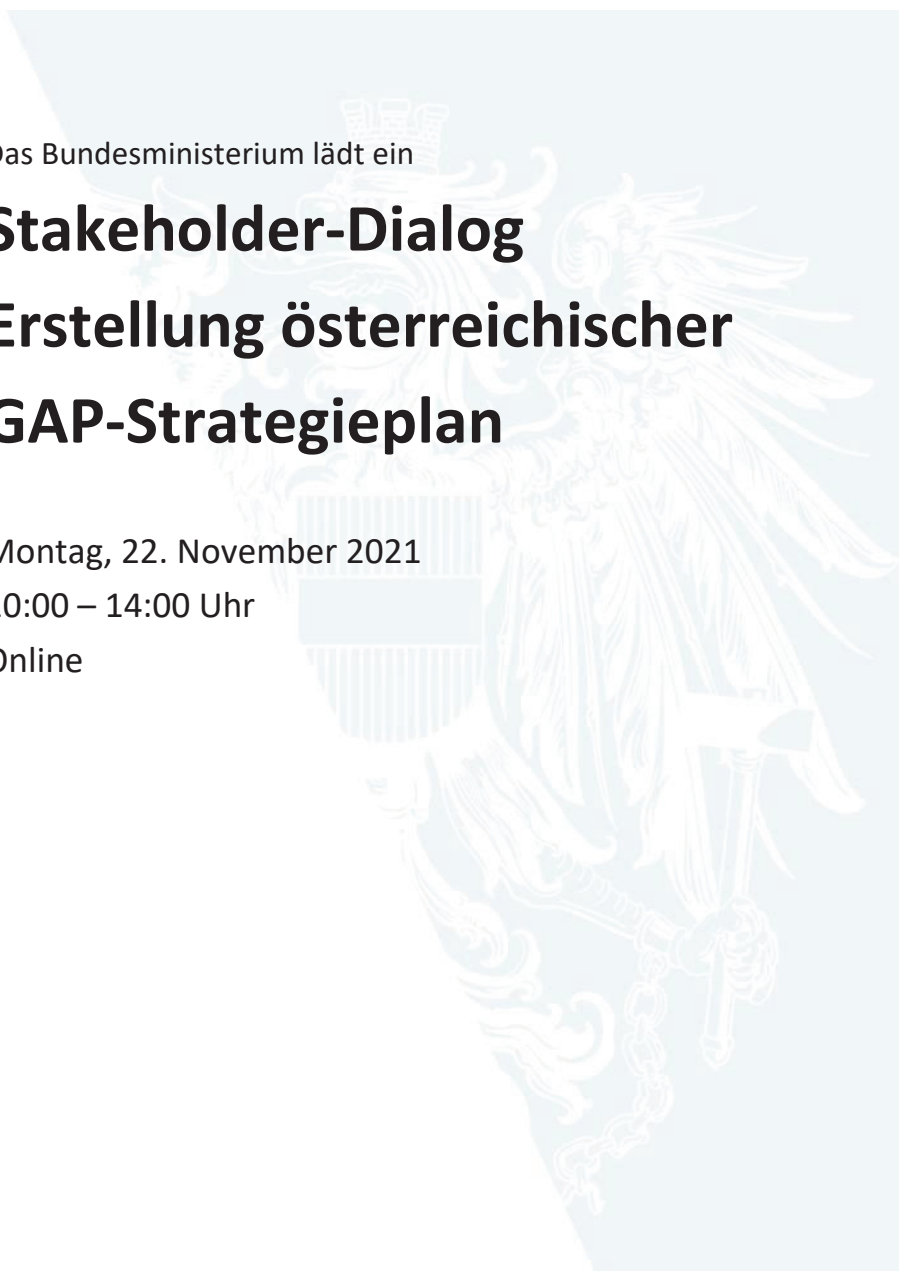 Das Bundesministerium lädt ein
Stakeholder-Dialog
Erstellung österreichischer
GAP-Strategieplan
Montag, 22. November 2021
10:00 – 14:00 Uhr
Online